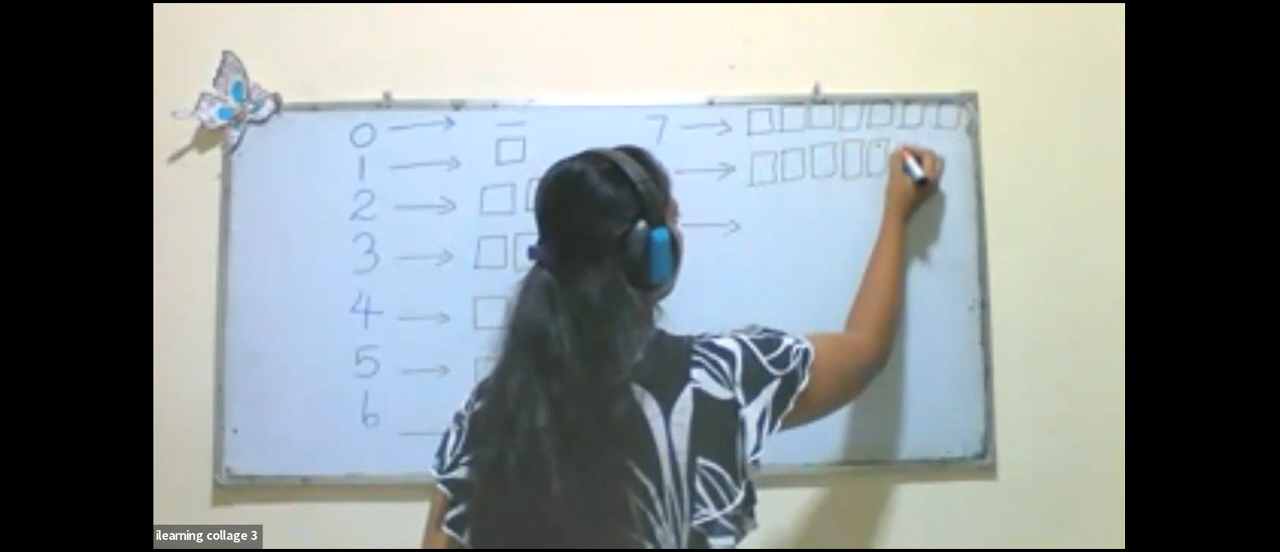 0 → –
1 → □
2 → □
3 → □
4 → □
5 →
6
7 → □□□□□□□
→ □□□□□
→
ilearning collage 3